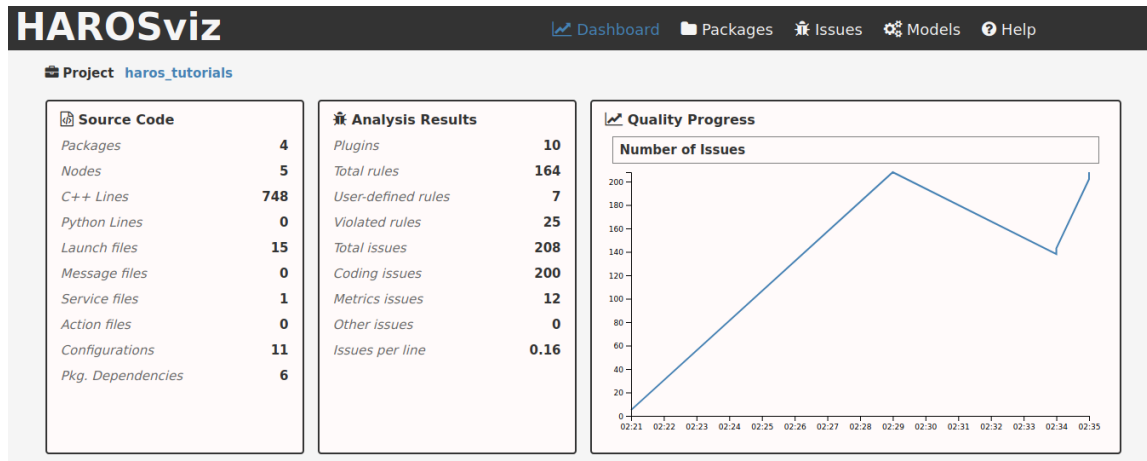 HAROSviz
Dashboard Packages Issues Models Help
Project haros_tutorials
Source Code
Packages 4
Nodes 5
C++ Lines 748
Python Lines 0
Launch files 15
Message files 0
Service files 1
Action files 0
Configurations 11
Pkg. Dependencies 6
Analysis Results
Plugins 10
Total rules 164
User-defined rules 7
Violated rules 25
Total issues 208
Coding issues 200
Metrics issues 12
Other issues 0
Issues per line 0.16
Quality Progress
Number of Issues
200
180
160
140
120
100
80
60
40
20
0
02:21 02:22 02:23 02:24 02:25 02:26 02:27 02:28 02:29 02:30 02:31 02:32 02:33 02:34 02:35